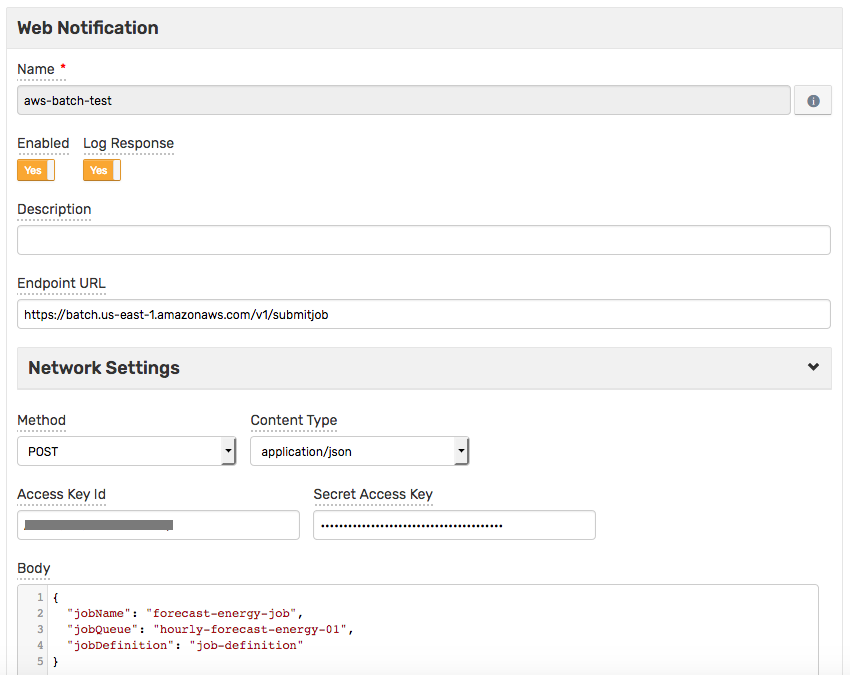 Web Notification
Name *
aws-batch-test
Enabled Log Response
Yes Yes
Description
Endpoint URL
https://batch.us-east-1.amazonaws.com/v1/submitjob
Network Settings
Method Content Type
POST application/json
Access Key Id Secret Access Key
••••••••••••••••••••••••••••••••••••••••
Body
1 {
2 "jobName": "forecast-energy-job",
3 "jobQueue": "hourly-forecast-energy-01",
4 "jobDefinition": "job-definition"
5 }